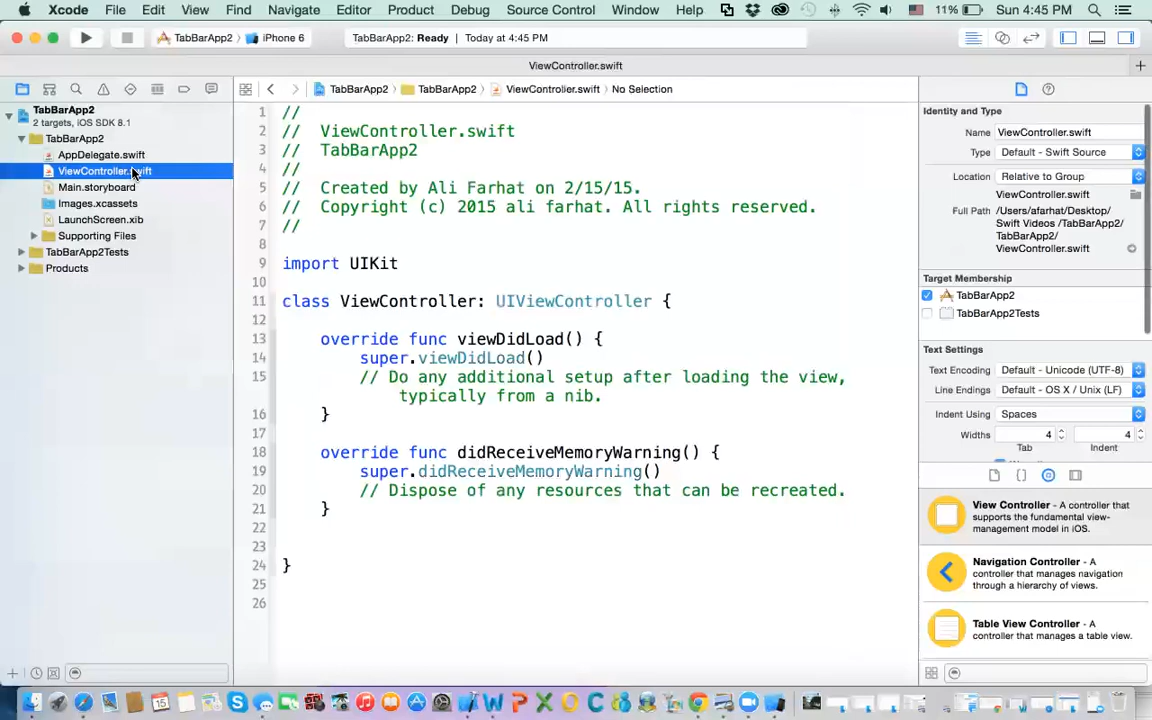 Xcode File Edit View Find Navigate Editor Product Debug Source Control Window Help 11% Sun 4:45 PM
TabBarApp2 iPhone 6 TabBarApp2: Ready | Today at 4:45 PM
ViewController.swift
TabBarApp2 TabBarApp2 ViewController.swift No Selection
TabBarApp2
2 targets, iOS SDK 8.1
TabBarApp2
AppDelegate.swift
ViewController.swift
Main.storyboard
Images.xcassets
LaunchScreen.xib
Supporting Files
TabBarApp2Tests
Products
1 //
2 // ViewController.swift
3 // TabBarApp2
4 //
5 // Created by Ali Farhat on 2/15/15.
6 // Copyright (c) 2015 ali farhat. All rights reserved.
7 //
8
9 import UIKit
10
11 class ViewController: UIViewController {
12
13 override func viewDidLoad() {
14 super.viewDidLoad()
15 // Do any additional setup after loading the view,
typically from a nib.
16 }
17
18 override func didReceiveMemoryWarning() {
19 super.didReceiveMemoryWarning()
20 // Dispose of any resources that can be recreated.
21 }
22
23
24 }
25
26
Identity and Type
Name ViewController.swift
Type Default - Swift Source
Location Relative to Group
ViewController.swift
Full Path /Users/afarhat/Desktop/
Swift Videos /TabBarApp2/
TabBarApp2/
ViewController.swift
Target Membership
TabBarApp2
TabBarApp2Tests
Text Settings
Text Encoding Default - Unicode (UTF-8)
Line Endings Default - OS X / Unix (LF)
Indent Using Spaces
Widths 4 4
Tab Indent
View Controller - A controller that
supports the fundamental view-
management model in iOS.
Navigation Controller - A
controller that manages navigation
through a hierarchy of views.
Table View Controller - A
controller that manages a table view.